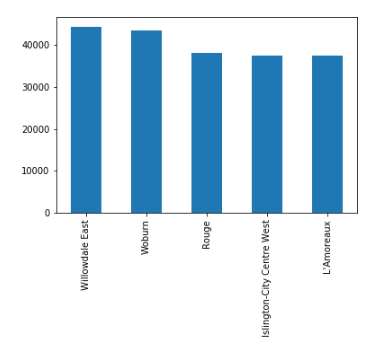 40000
30000
20000
10000
0
Willowdale East
Woburn
Rouge
Islington-City Centre West
L'Amoreaux